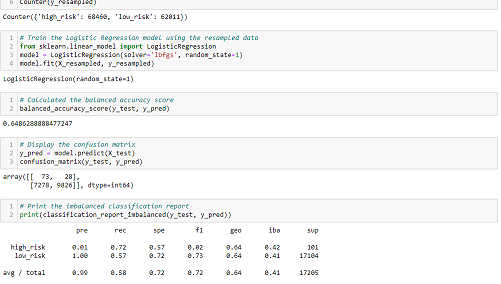 6 Counter(y_resampled)
Counter({'high_risk': 68460, 'low_risk': 62011})
1 # Train the Logistic Regression model using the resampled data
2 from sklearn.linear_model import LogisticRegression
3 model = LogisticRegression(solver='lbfgs', random_state=1)
4 model.fit(X_resampled, y_resampled)
LogisticRegression(random_state=1)
1 # Calculated the balanced accuracy score
2 balanced_accuracy_score(y_test, y_pred)
0.6486288888477247
1 # Display the confusion matrix
2 y_pred = model.predict(X_test)
3 confusion_matrix(y_test, y_pred)
array([[ 73, 28],
[7278, 9826]], dtype=int64)
1 # Print the imbalanced classification report
2 print(classification_report_imbalanced(y_test, y_pred))
pre rec spe f1 geo iba sup
high_risk 0.01 0.72 0.57 0.02 0.64 0.42 101
low_risk 1.00 0.57 0.72 0.73 0.64 0.41 17104
avg / total 0.99 0.58 0.72 0.72 0.64 0.41 17205